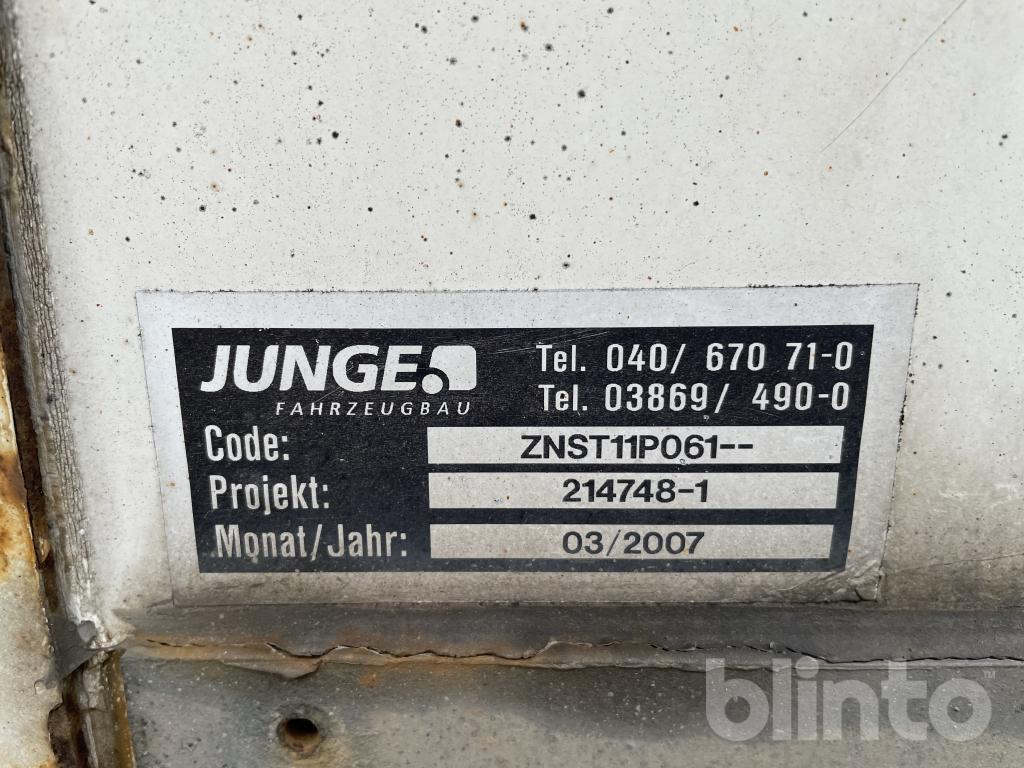 JUNGE
FAHRZEUGBAU
Tel. 040/ 670 71-0
Tel. 03869/ 490-0
Code: ZNST11P061--
Projekt: 214748-1
Monat/Jahr: 03/2007
blinto™